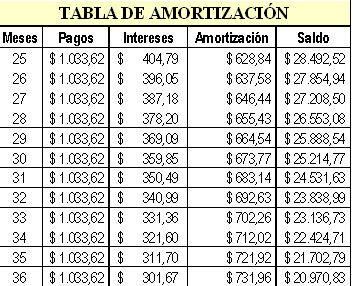 TABLA DE AMORTIZACIÓN
Meses Pagos Intereses Amortización Saldo
25 $ 1.033,62 $ 404,79 $ 628,84 $ 28.492,52
26 $ 1.033,62 $ 396,05 $ 637,58 $ 27.854,94
27 $ 1.033,62 $ 387,18 $ 646,44 $ 27.208,50
28 $ 1.033,62 $ 378,20 $ 655,43 $ 26.553,08
29 $ 1.033,62 $ 369,09 $ 664,54 $ 25.888,54
30 $ 1.033,62 $ 359,85 $ 673,77 $ 25.214,77
31 $ 1.033,62 $ 350,49 $ 683,14 $ 24.531,63
32 $ 1.033,62 $ 340,99 $ 692,63 $ 23.838,99
33 $ 1.033,62 $ 331,36 $ 702,26 $ 23.136,73
34 $ 1.033,62 $ 321,60 $ 712,02 $ 22.424,71
35 $ 1.033,62 $ 311,70 $ 721,92 $ 21.702,79
36 $ 1.033,62 $ 301,67 $ 731,96 $ 20.970,83